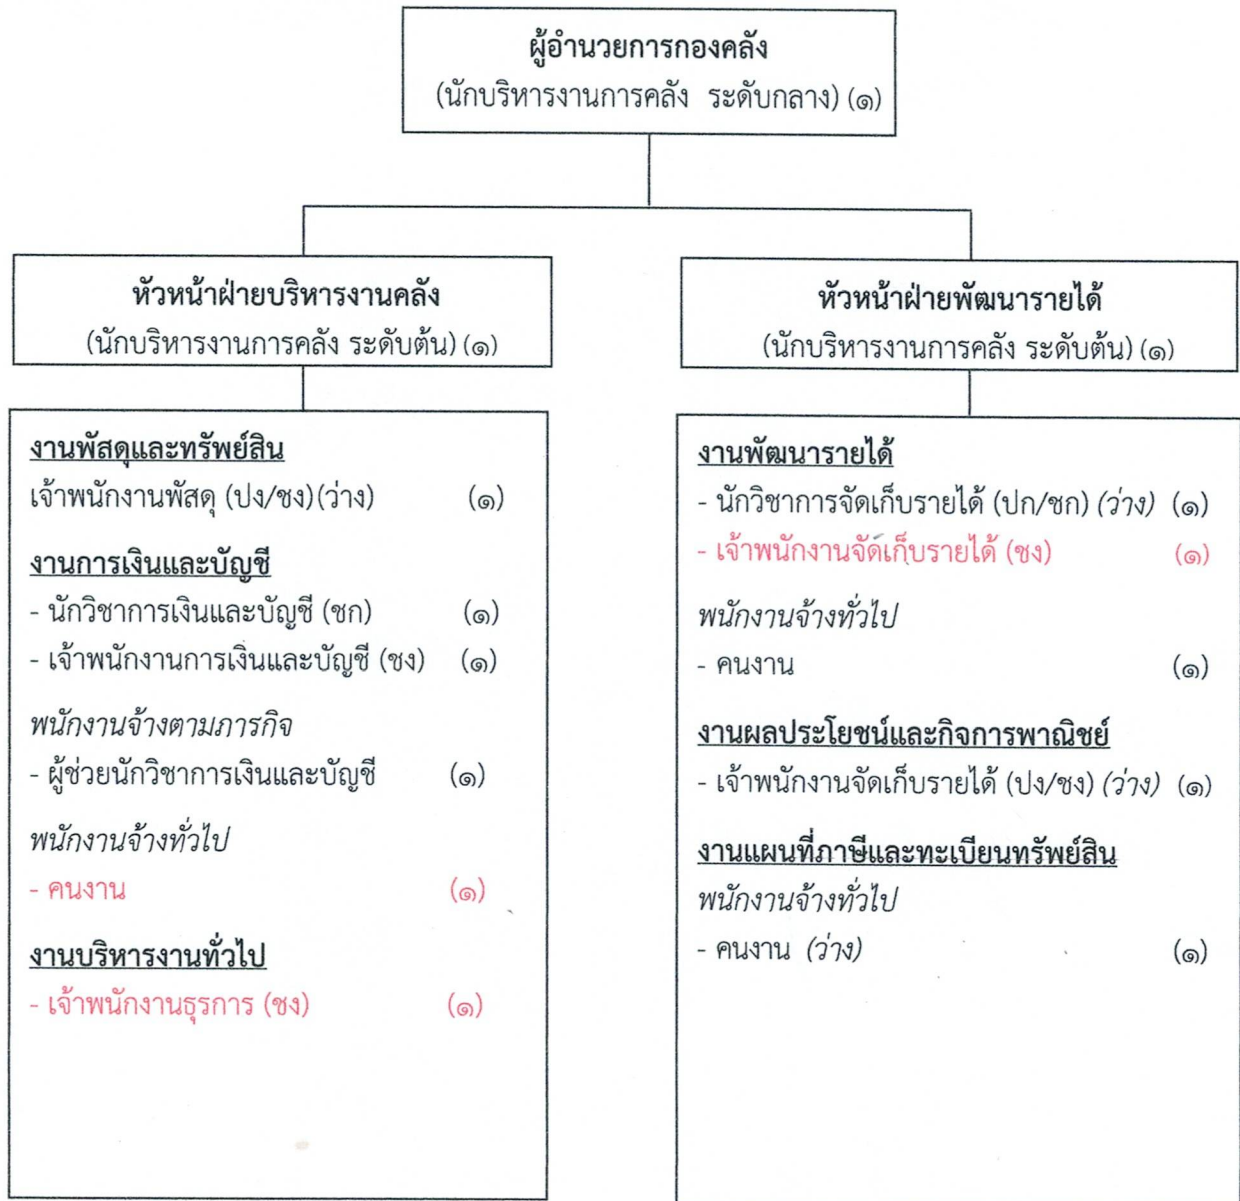 ผู้อำนวยการกองคลัง
(นักบริหารงานการคลัง ระดับกลาง) (๑)
หัวหน้าฝ่ายบริหารงานคลัง
(นักบริหารงานการคลัง ระดับต้น) (๑)
งานพัสดุและทรัพย์สิน
เจ้าพนักงานพัสดุ (ปง/ชง)(ว่าง) (๑)
งานการเงินและบัญชี
- นักวิชาการเงินและบัญชี (ชก) (๑)
- เจ้าพนักงานการเงินและบัญชี (ชง) (๑)
พนักงานจ้างตามภารกิจ
- ผู้ช่วยนักวิชาการเงินและบัญชี (๑)
พนักงานจ้างทั่วไป
- คนงาน (๑)
งานบริหารงานทั่วไป
- เจ้าพนักงานธุรการ (ชง) (๑)
หัวหน้าฝ่ายพัฒนารายได้
(นักบริหารงานการคลัง ระดับต้น) (๑)
งานพัฒนารายได้
- นักวิชาการจัดเก็บรายได้ (ปก/ชก) (ว่าง) (๑)
- เจ้าพนักงานจัดเก็บรายได้ (ชง) (๑)
พนักงานจ้างทั่วไป
- คนงาน (๑)
งานผลประโยชน์และกิจการพาณิชย์
- เจ้าพนักงานจัดเก็บรายได้ (ปง/ชง) (ว่าง) (๑)
งานแผนที่ภาษีและทะเบียนทรัพย์สิน
พนักงานจ้างทั่วไป
- คนงาน (ว่าง) (๑)